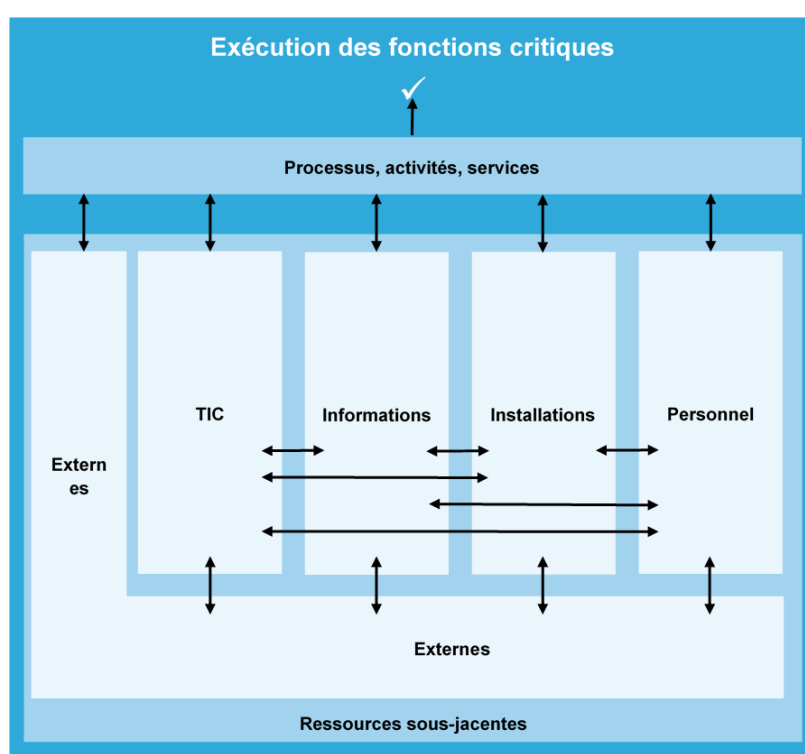 Exécution des fonctions critiques
Processus, activités, services
TIC
Informations
Installations
Personnel
Extern
es
Externes
Ressources sous-jacentes